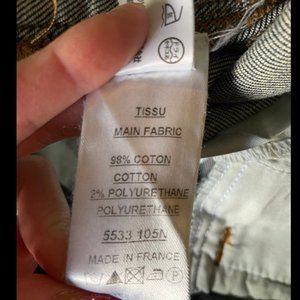 TISSU
MAIN FABRIC
98% COTON
COTTON
2% POLYURETHANE
POLYURETHANE
5533 105N
MADE IN FRANCE